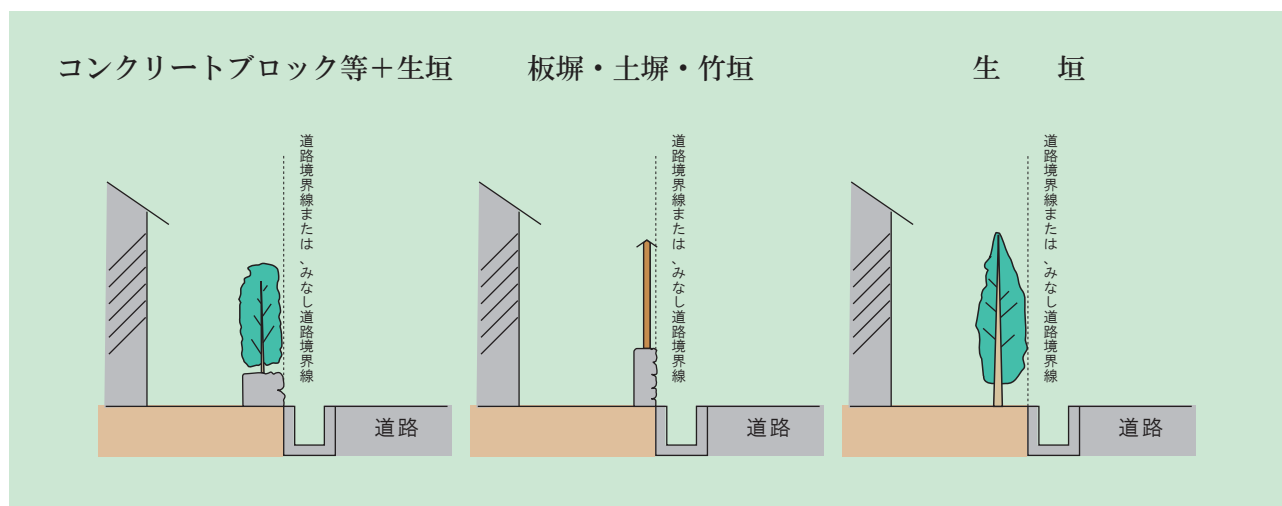 コンクリートブロック等＋生垣
板塀・土塀・竹垣
生　　垣
道路境界線または、みなし道路境界線
道路境界線または、みなし道路境界線
道路境界線または、みなし道路境界線
道路
道路
道路